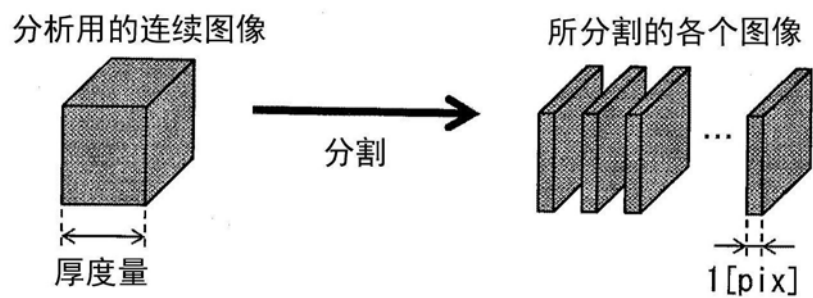 分析用的连续图像
所分割的各个图像
分割
…
厚度量
1[pix]